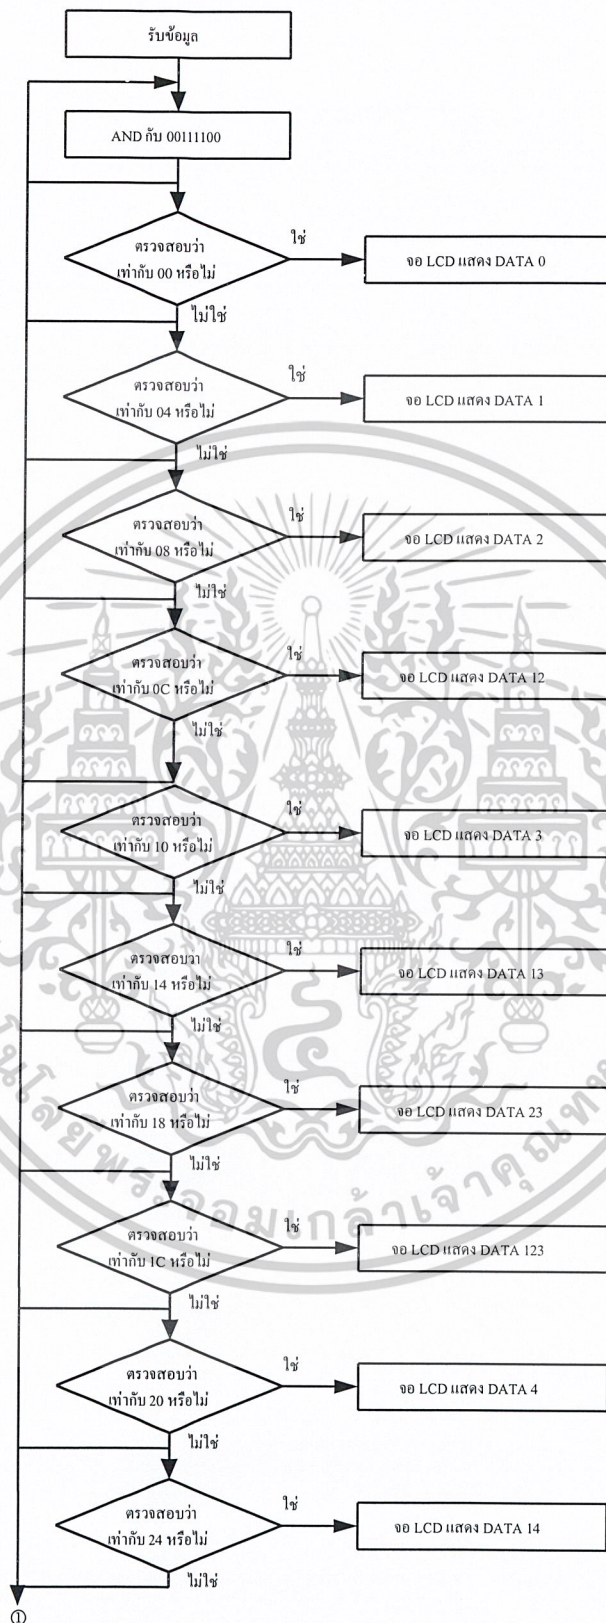 รับข้อมูล
AND กับ 00111100
ตรวจสอบว่า
เท่ากับ 00 หรือไม่
ใช่
จอ LCD แสดง DATA 0
ไม่ใช่
ตรวจสอบว่า
เท่ากับ 04 หรือไม่
ใช่
จอ LCD แสดง DATA 1
ไม่ใช่
ตรวจสอบว่า
เท่ากับ 08 หรือไม่
ใช่
จอ LCD แสดง DATA 2
ไม่ใช่
ตรวจสอบว่า
เท่ากับ 0C หรือไม่
ใช่
จอ LCD แสดง DATA 12
ไม่ใช่
ตรวจสอบว่า
เท่ากับ 10 หรือไม่
ใช่
จอ LCD แสดง DATA 3
ไม่ใช่
ตรวจสอบว่า
เท่ากับ 14 หรือไม่
ใช่
จอ LCD แสดง DATA 13
ไม่ใช่
ตรวจสอบว่า
เท่ากับ 18 หรือไม่
ใช่
จอ LCD แสดง DATA 23
ไม่ใช่
ตรวจสอบว่า
เท่ากับ 1C หรือไม่
ใช่
จอ LCD แสดง DATA 123
ไม่ใช่
ตรวจสอบว่า
เท่ากับ 20 หรือไม่
ใช่
จอ LCD แสดง DATA 4
ไม่ใช่
ตรวจสอบว่า
เท่ากับ 24 หรือไม่
ใช่
จอ LCD แสดง DATA 14
ไม่ใช่
①
พระจอมเกล้าเจ้าคุณ